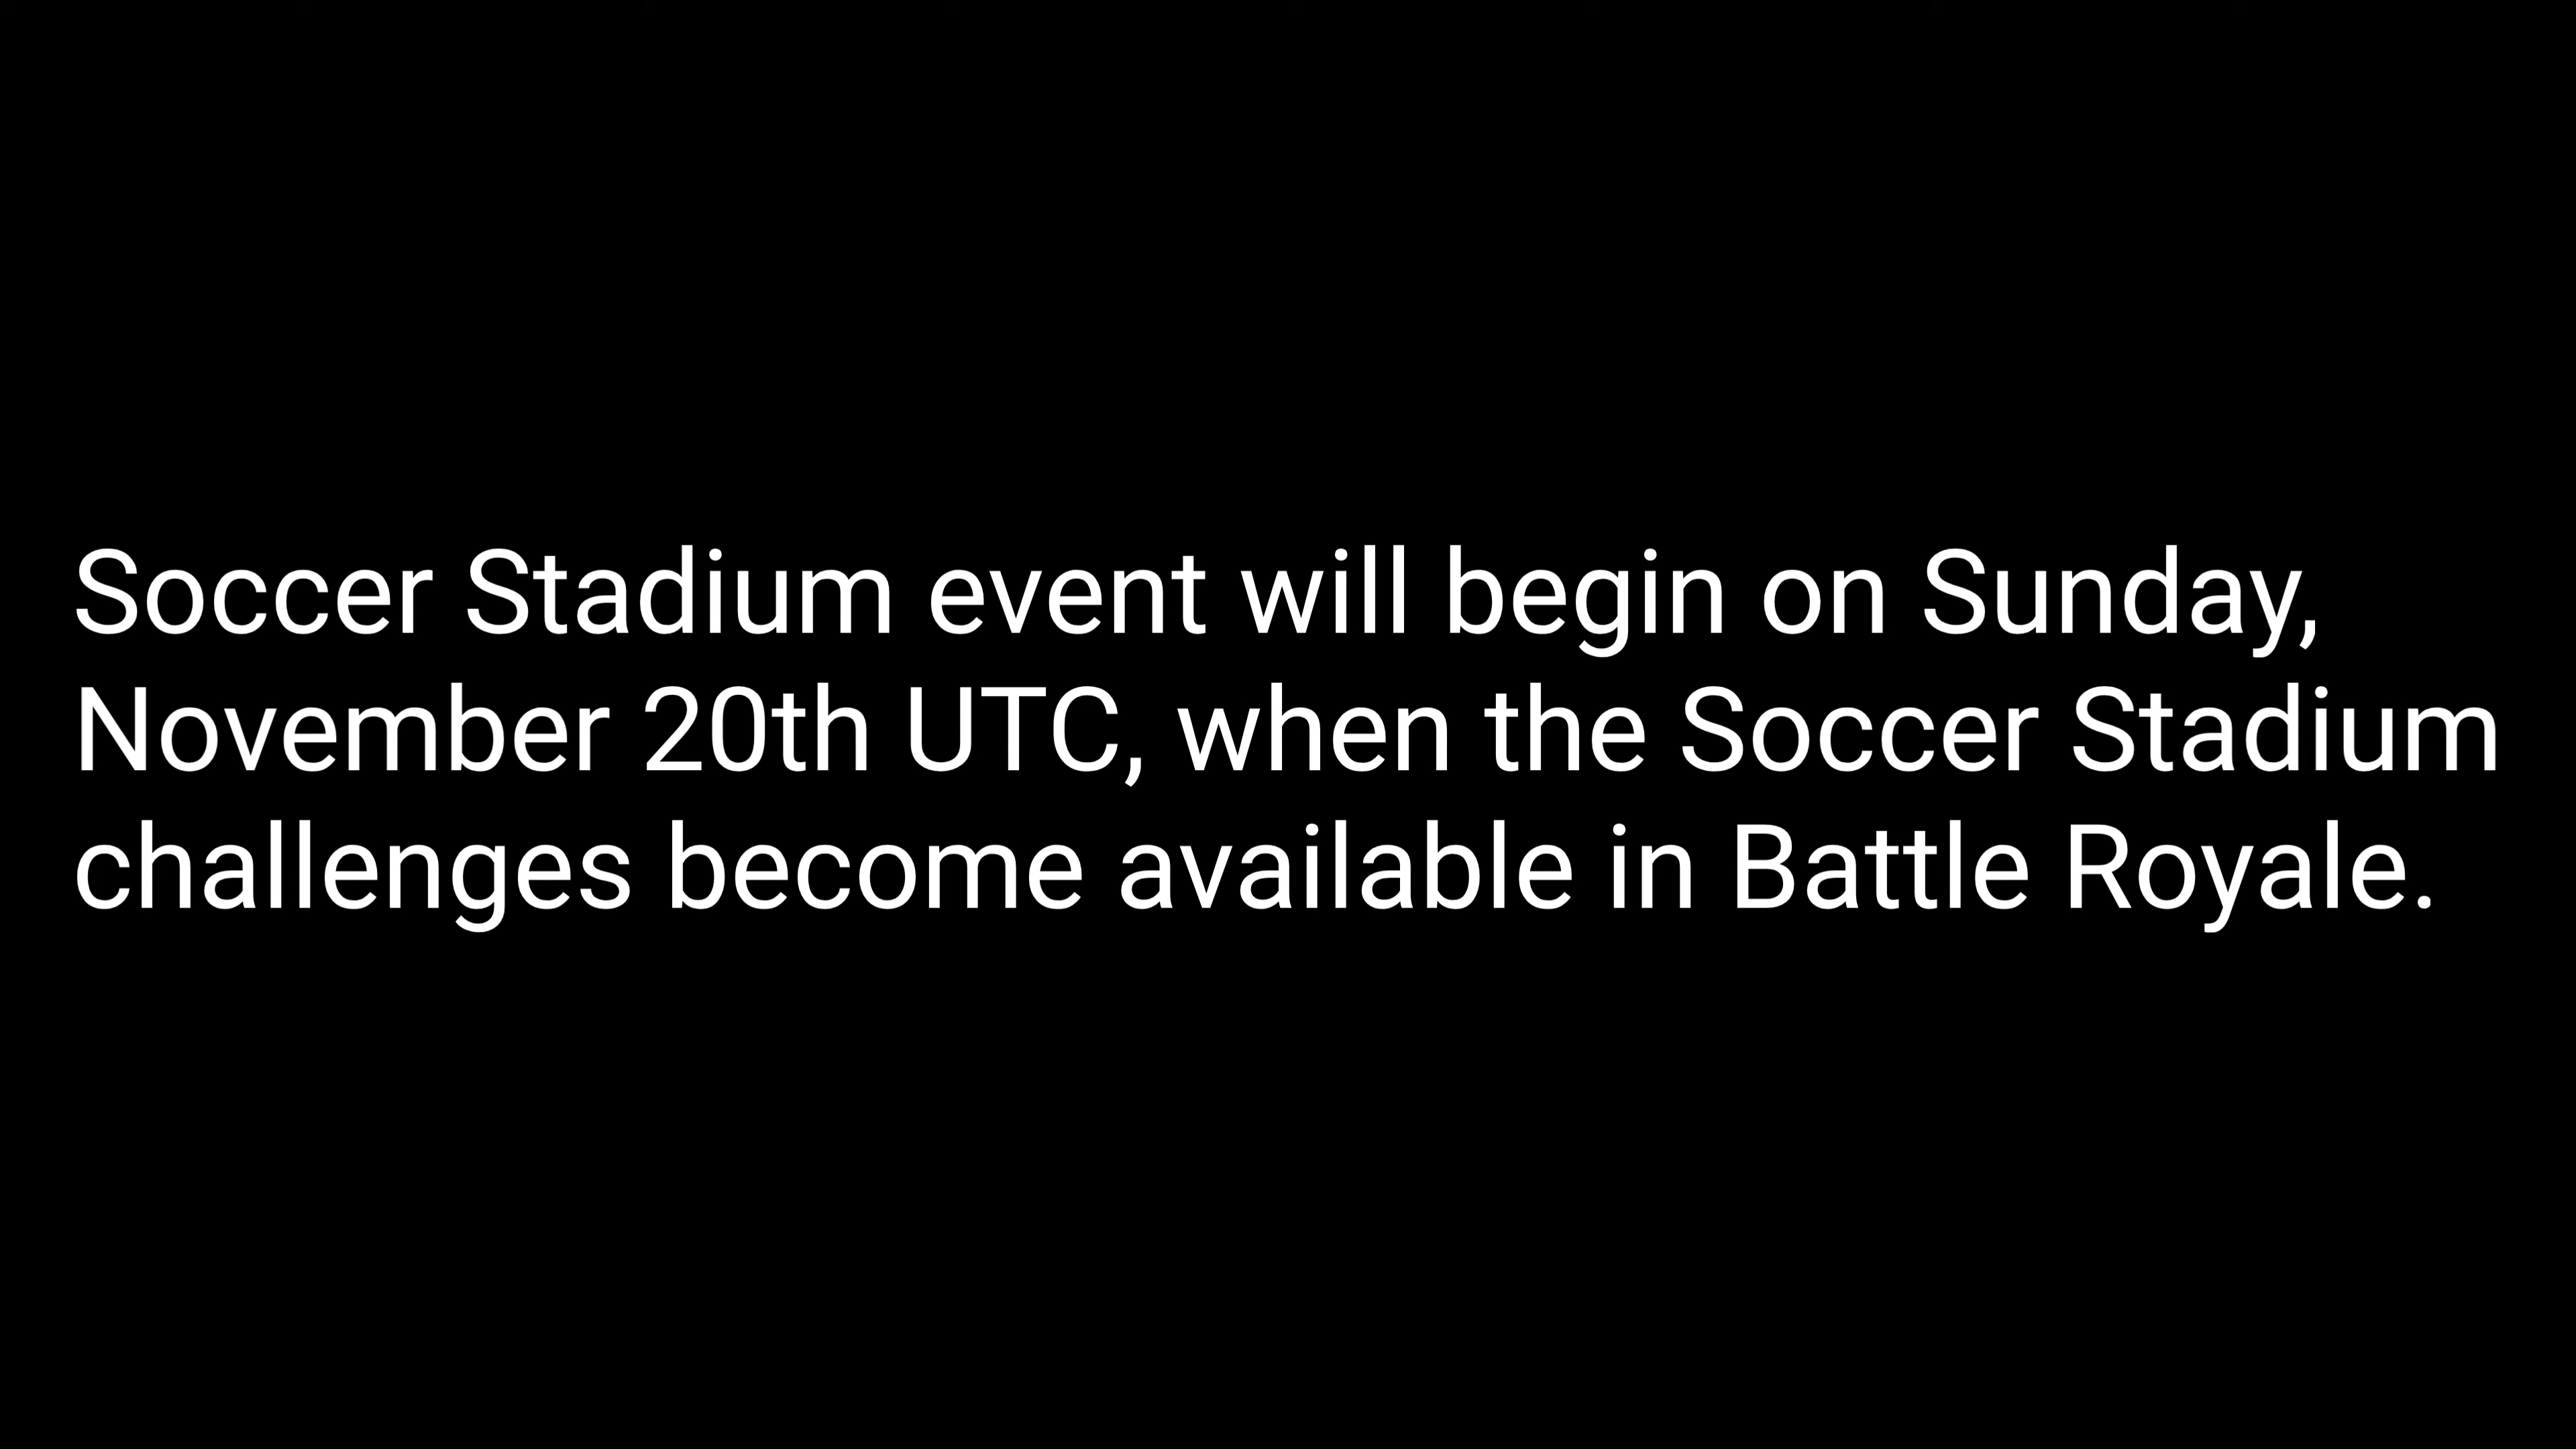 Soccer Stadium event will begin on Sunday,
November 20th UTC, when the Soccer Stadium
challenges become available in Battle Royale.